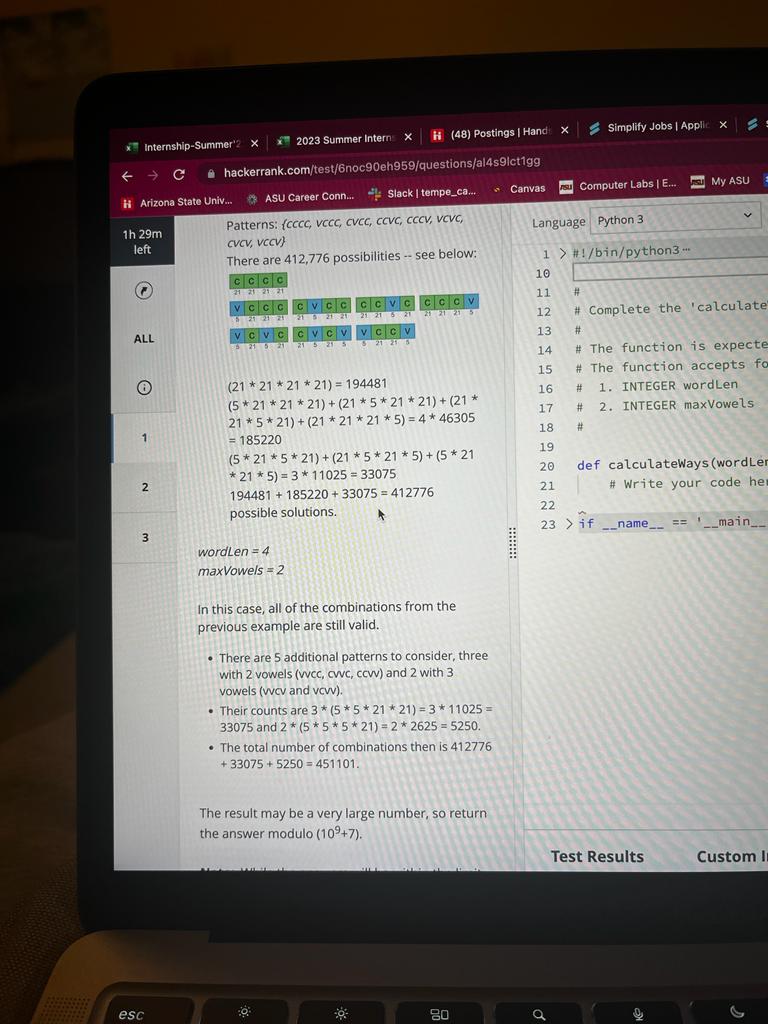 Internship-Summer'2
2023 Summer Interns
(48) Postings | Hands
Simplify Jobs | Applic
hackerrank.com/test/6noc90eh959/questions/al4s9lct1gg
Arizona State Univ...
ASU Career Conn...
Slack | tempe_ca...
Canvas
Computer Labs | E...
My ASU
1h 29m
left
ALL
1
2
3
Patterns: {cccc, vccc, cvcc, ccvc, cccv, vcvc,
cvcv, vccv}
There are 412,776 possibilities -- see below:
C C C C
21 21 21 21
V C C C C V C C C C V C C C C V
5 21 21 21 21 5 21 21 21 21 5 21 21 21 21 5
V C V C C V C V V C C V
5 21 5 21 21 5 21 5 5 21 21 5
(21 * 21 * 21 * 21) = 194481
(5 * 21 * 21 * 21) + (21 * 5 * 21 * 21) + (21 *
21 * 5 * 21) + (21 * 21 * 21 * 5) = 4 * 46305
= 185220
(5 * 21 * 5 * 21) + (21 * 5 * 21 * 5) + (5 * 21
* 21 * 5) = 3 * 11025 = 33075
194481 + 185220 + 33075 = 412776
possible solutions.
wordLen = 4
maxVowels = 2
In this case, all of the combinations from the
previous example are still valid.
• There are 5 additional patterns to consider, three
with 2 vowels (vvcc, cvvc, ccvv) and 2 with 3
vowels (vvcv and vcvv).
• Their counts are 3 * (5 * 5 * 21 * 21) = 3 * 11025 =
33075 and 2 * (5 * 5 * 5 * 21) = 2 * 2625 = 5250.
• The total number of combinations then is 412776
+ 33075 + 5250 = 451101.
The result may be a very large number, so return
the answer modulo (10⁹+7).
Language Python 3
1 > #!/bin/python3...
10
11 #
12 # Complete the 'calculate
13 #
14 # The function is expecte
15 # The function accepts fo
16 # 1. INTEGER wordLen
17 # 2. INTEGER maxVowels
18 #
19
20 def calculateWays(wordLen
21 # Write your code her
22
23 > if __name__ == '__main__
Test Results
Custom I
esc